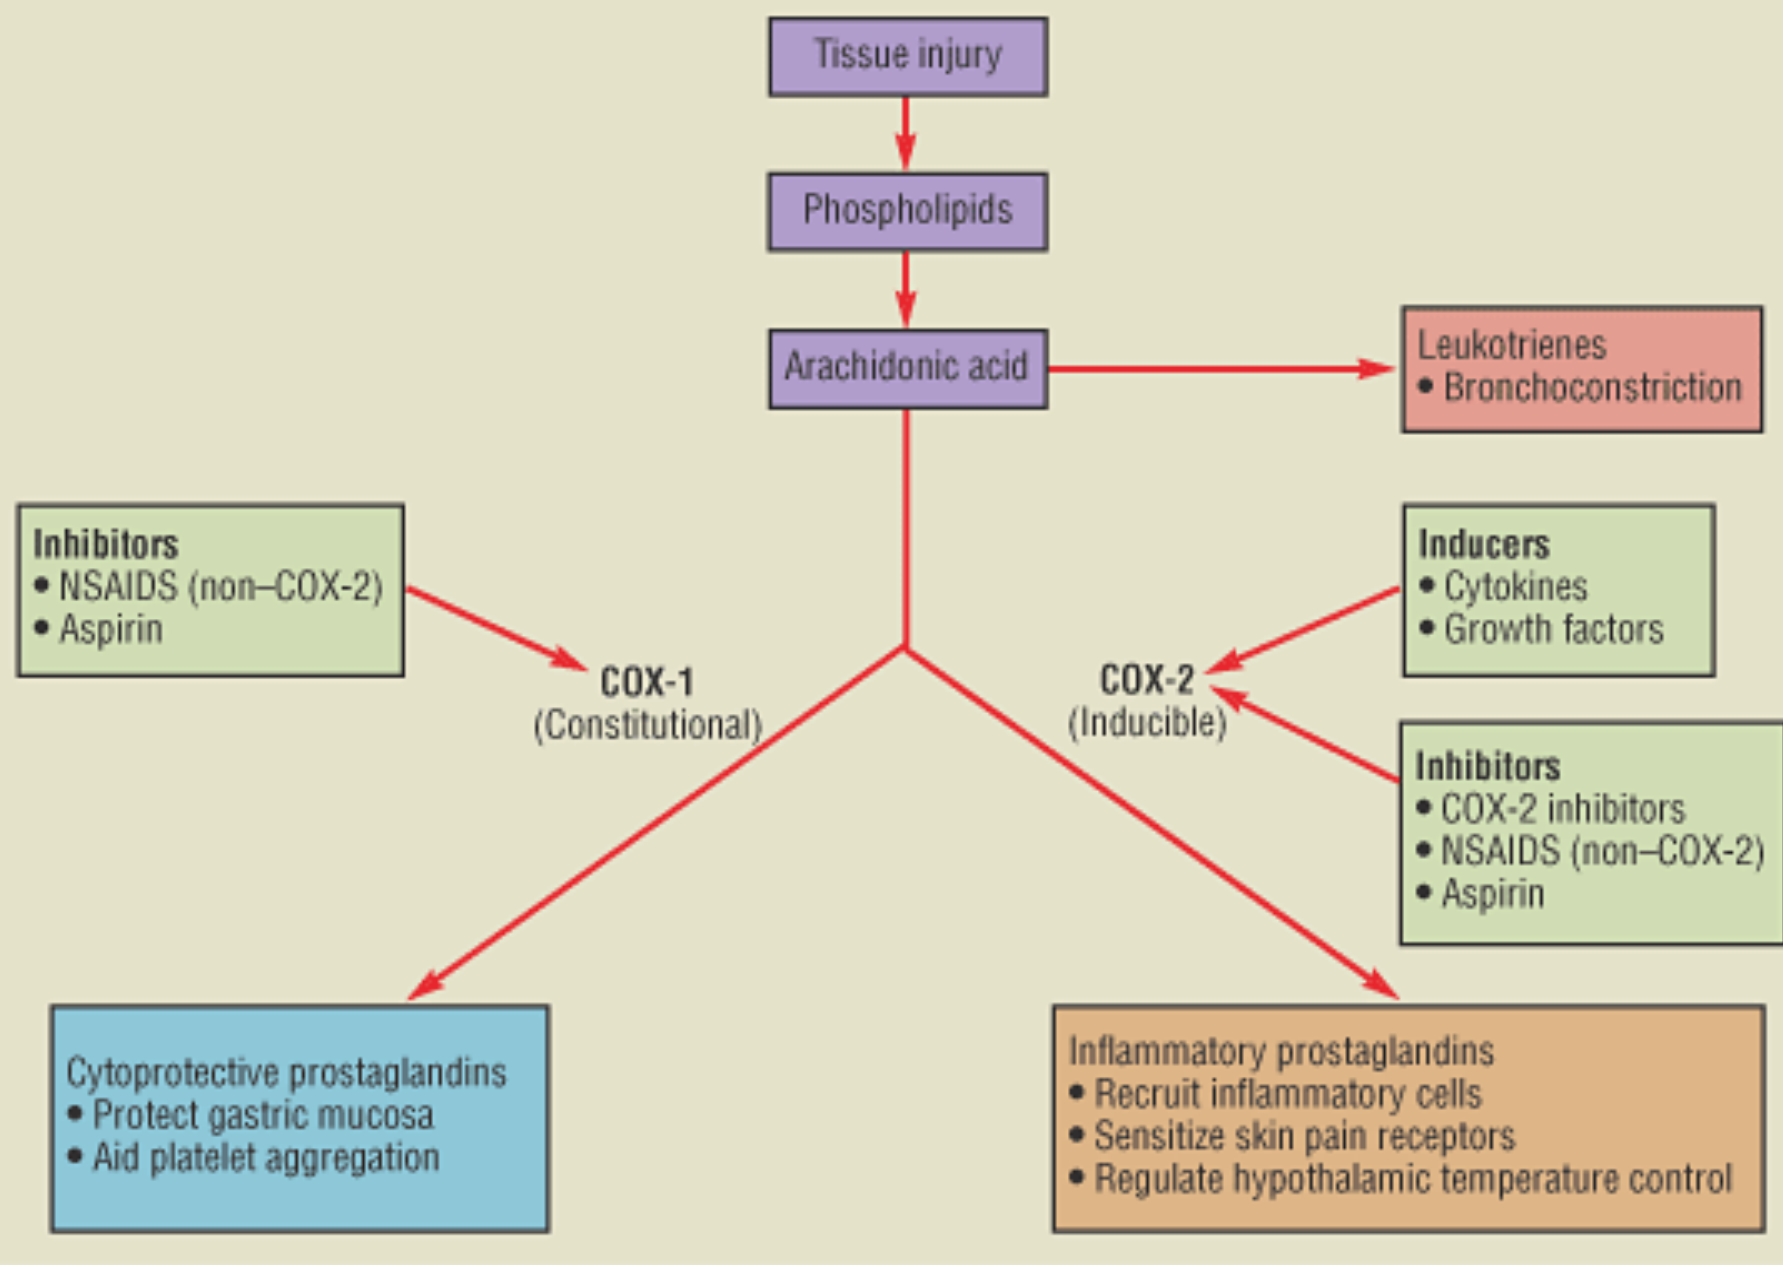 Tissue injury
Phospholipids
Arachidonic acid
Leukotrienes
• Bronchoconstriction
Inhibitors
• NSAIDS (non–COX-2)
• Aspirin
COX-1
(Constitutional)
COX-2
(Inducible)
Inducers
• Cytokines
• Growth factors
Inhibitors
• COX-2 inhibitors
• NSAIDS (non–COX-2)
• Aspirin
Cytoprotective prostaglandins
• Protect gastric mucosa
• Aid platelet aggregation
Inflammatory prostaglandins
• Recruit inflammatory cells
• Sensitize skin pain receptors
• Regulate hypothalamic temperature control